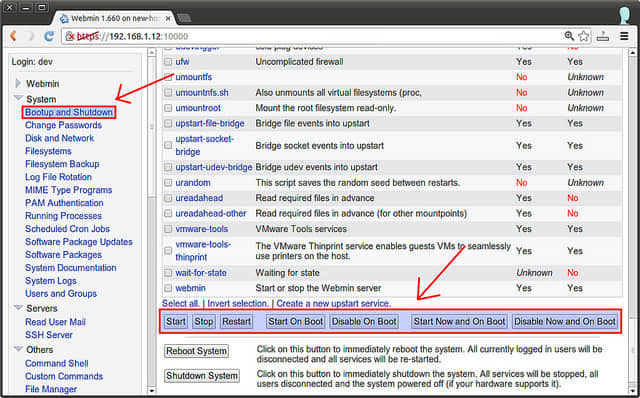 Webmin 1.660 on new-ho
https://192.168.1.12:10000
Login: dev
Webmin
System
Bootup and Shutdown
Change Passwords
Disk and Network
Filesystems
Filesystem Backup
Log File Rotation
MIME Type Programs
PAM Authentication
Running Processes
Scheduled Cron Jobs
Software Package Updates
Software Packages
System Documentation
System Logs
Users and Groups
Servers
Read User Mail
SSH Server
Others
Command Shell
Custom Commands
File Manager
ufw Uncomplicated firewall Yes Yes
umountfs No Unknown
umountnfs.sh Also unmounts all virtual filesystems (proc, No Unknown
umountroot Mount the root filesystem read-only. No Unknown
upstart-file-bridge Bridge file events into upstart Yes Yes
upstart-socket-
bridge Bridge socket events into upstart Yes Yes
upstart-udev-bridge Bridge udev events into upstart Yes Yes
urandom This script saves the random seed between restarts. No Unknown
ureadahead Read required files in advance Yes No
ureadahead-other Read required files in advance (for other mountpoints) Yes No
vmware-tools VMware Tools services Yes Yes
vmware-tools-
thinprint The VMware Thinprint service enables guests VMs to seamlessly
use printers on the host. Yes Yes
wait-for-state Waiting for state Unknown No
webmin Start or stop the Webmin server Yes Yes
Select all. | Invert selection. | Create a new upstart service.
Start Stop Restart Start On Boot Disable On Boot Start Now and On Boot Disable Now and On Boot
Reboot System Click on this button to immediately reboot the system. All currently logged in users will be
disconnected and all services will be re-started.
Shutdown System Click on this button to immediately shutdown the system. All services will be stopped, all
users disconnected and the system powered off (if your hardware supports it).